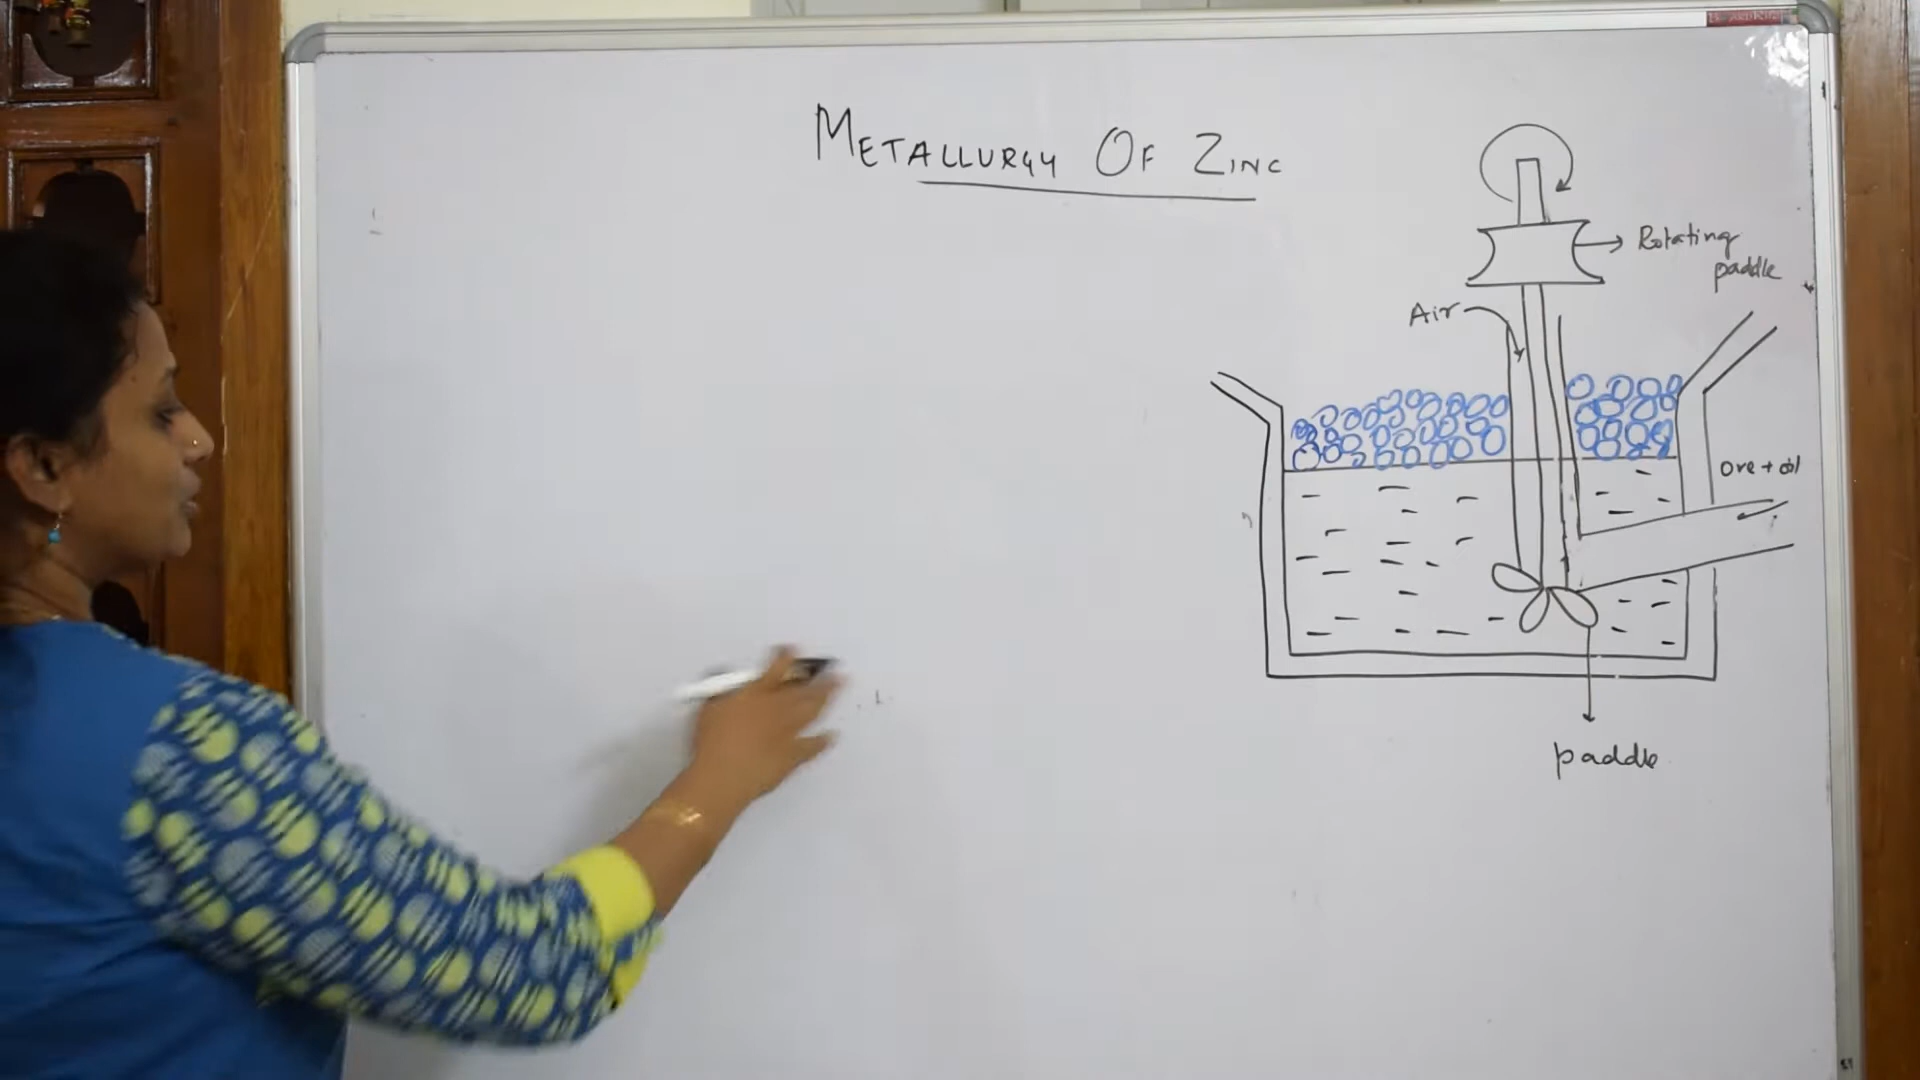 METALLURGY OF ZINC
Rotating
paddle
Air
Ore + oil
paddle